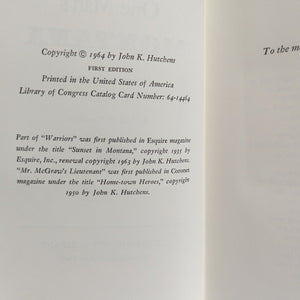 Copyright © 1964 by John K. Hutchens
FIRST EDITION
Printed in the United States of America
Library of Congress Catalog Card Number: 64-14464
Part of "Warriors" was first published in Esquire magazine
under the title "Sunset in Montana," copyright 1935 by
Esquire, Inc., renewal copyright 1963 by John K. Hutchens.
"Mr. McGraw's Lieutenant" was first published in Coronet
magazine under the title "Home-town Heroes," copyright
1950 by John K. Hutchens.
To the m